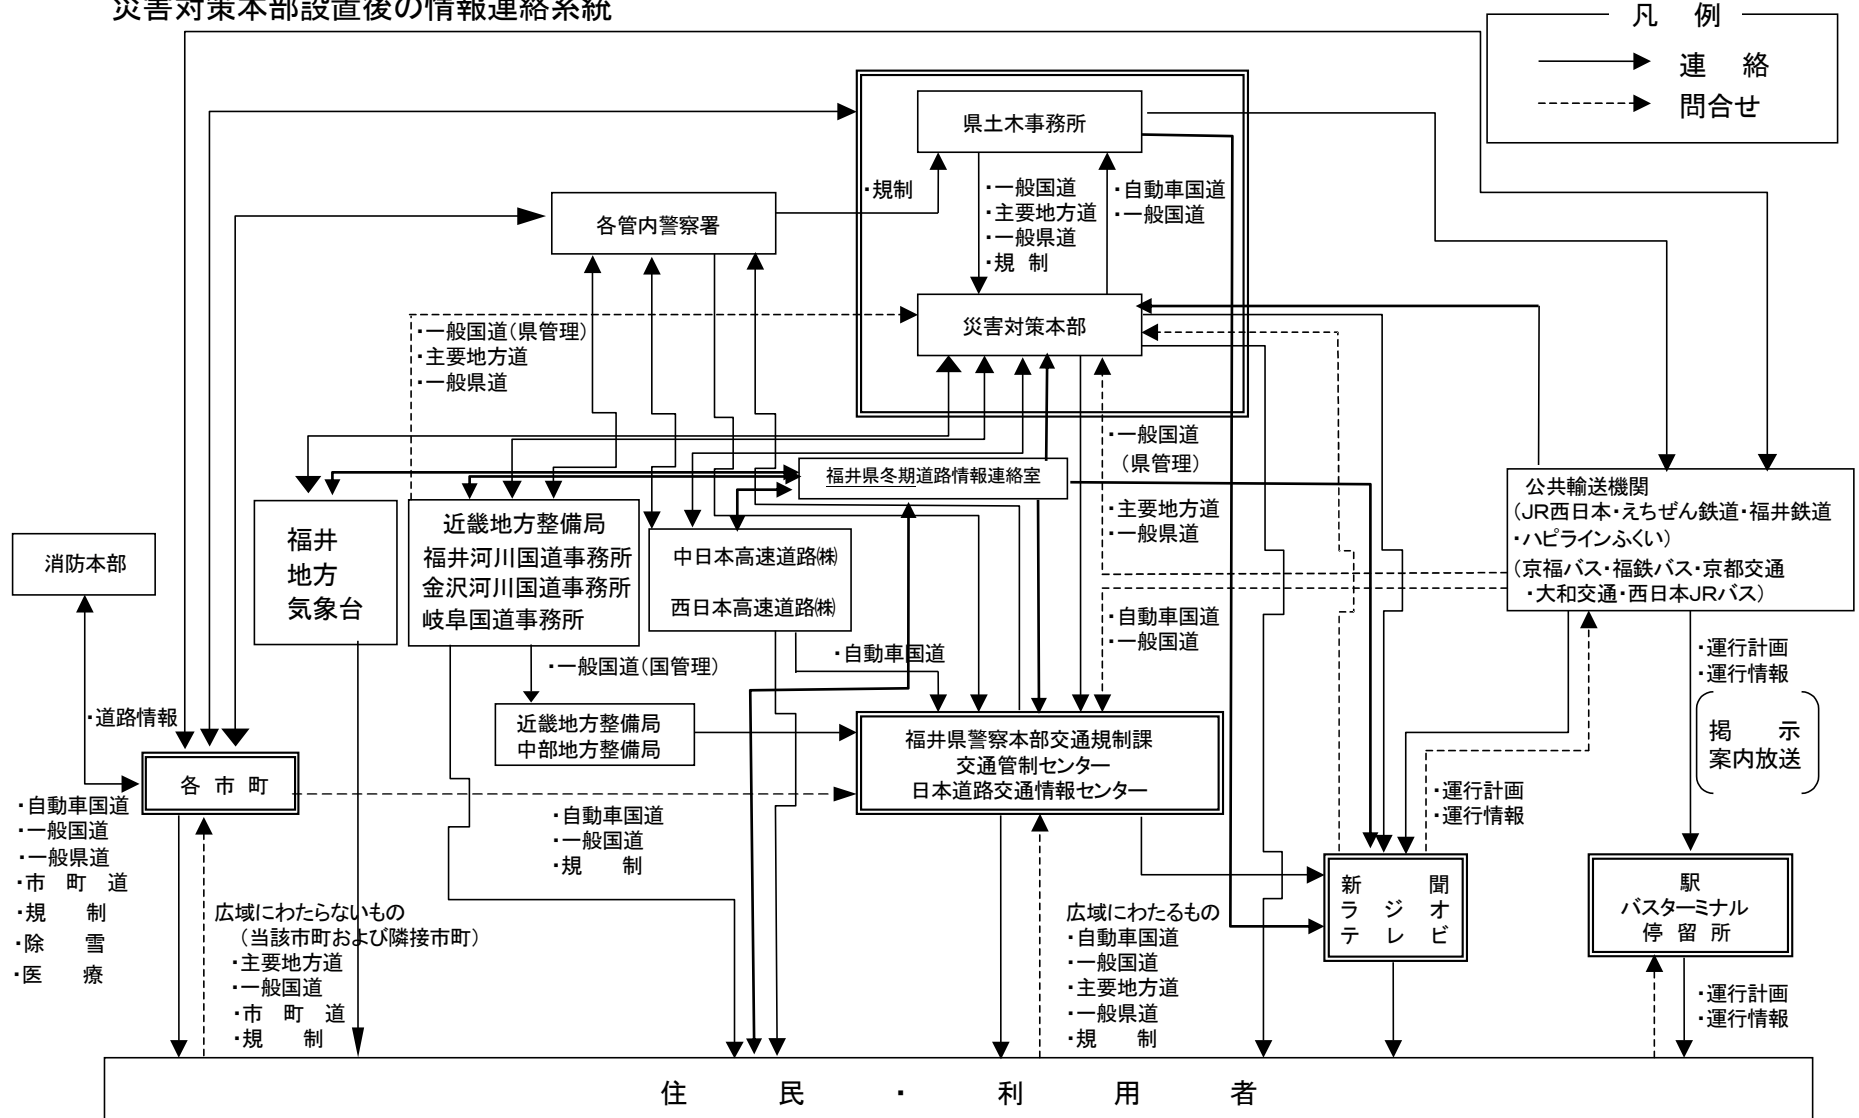 災害対策本部設置後の情報連絡系統
凡　例
連　絡
問合せ
県土木事務所
・規制
・一般国道
・主要地方道
・一般県道
・規 制
・自動車国道
・一般国道
各管内警察署
災害対策本部
・一般国道(県管理)
・主要地方道
・一般県道
・一般国道
（県管理）
・主要地方道
・一般県道
福井県冬期道路情報連絡室
公共輸送機関
(JR西日本・えちぜん鉄道・福井鉄道
・ハピラインふくい)
(京福バス・福鉄バス・京都交通
・大和交通・西日本JRバス)
消防本部
福井
地方
気象台
近畿地方整備局
福井河川国道事務所
金沢河川国道事務所
岐阜国道事務所
中日本高速道路㈱
西日本高速道路㈱
・自動車国道
・一般国道
・自動車国道
・一般国道(国管理)
・運行計画
・運行情報
掲　示
案内放送
・道路情報
近畿地方整備局
中部地方整備局
福井県警察本部交通規制課
交通管制センター
日本道路交通情報センター
各 市 町
・自動車国道
・一般国道
・一般県道
・市 町 道
・規　制
・除　雪
・医　療
・自動車国道
・一般国道
・規　制
・運行計画
・運行情報
新　聞
ラ ジ オ
テ レ ビ
駅
バスターミナル
停 留 所
広域にわたらないもの
（当該市町および隣接市町）
・主要地方道
・一般国道
・市 町 道
・規　制
広域にわたるもの
・自動車国道
・一般国道
・主要地方道
・一般県道
・規　制
・運行計画
・運行情報
住　民　・　利　用　者